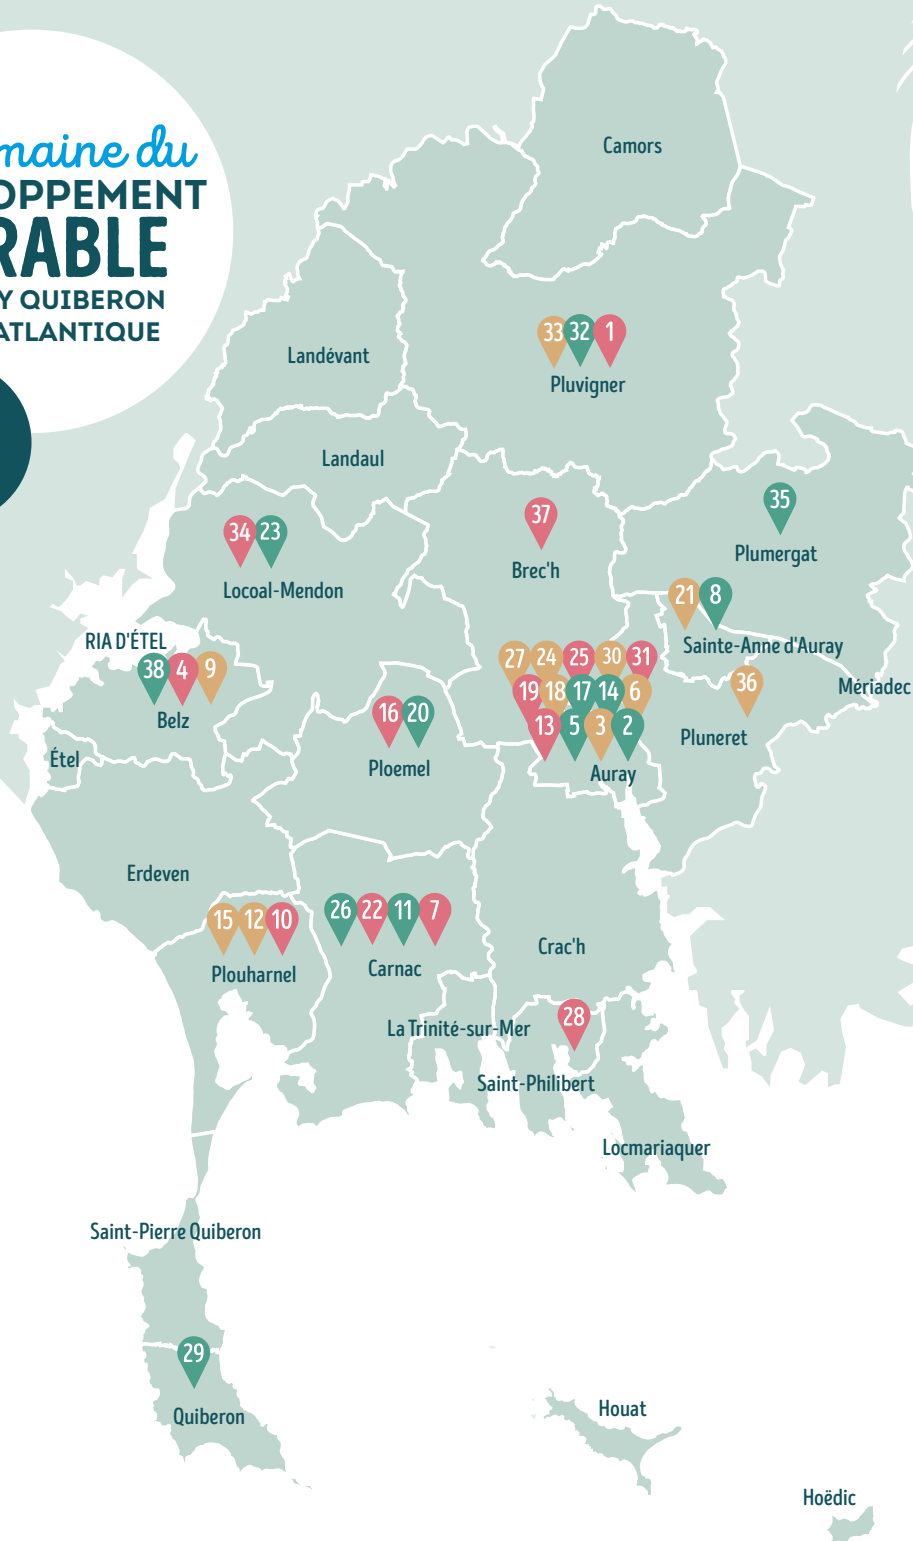 maine du
OPPEMENT
RABLE
Y QUIBERON
ATLANTIQUE
Camors
33 32 1
Pluvigner
Landévant
Landaul
35
Plumergat
37
Brec'h
34 23
Locoal-Mendon
21 8
Sainte-Anne d'Auray
Mériadec
36
Pluneret
RIA D'ÉTEL
38 4 9
Belz
Étel
27 24 25 30 31
19 18 17 14 6
13 5 3 2
Auray
16 20
Ploemel
Erdeven
15 12 10
Plouharnel
26 22 11 7
Carnac
Crac'h
La Trinité-sur-Mer
28
Saint-Philibert
Locmariaquer
Saint-Pierre Quiberon
29
Quiberon
Houat
Hoëdic